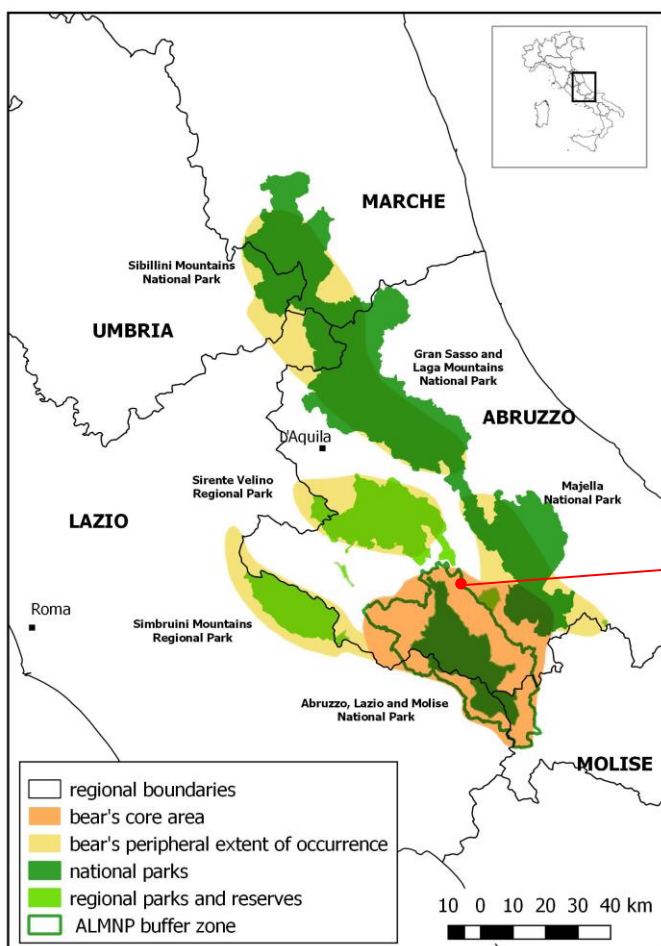 MARCHE
Sibillini Mountains
National Park
UMBRIA
Gran Sasso and
Laga Mountains
National Park
ABRUZZO
L'Aquila
Sirente Velino
Regional Park
Majella
National Park
LAZIO
Roma
Simbruini Mountains
Regional Park
Abruzzo, Lazio and Molise
National Park
MOLISE
regional boundaries
bear's core area
bear's peripheral extent of occurrence
national parks
regional parks and reserves
ALMNP buffer zone
10 0 10 20 30 40 km